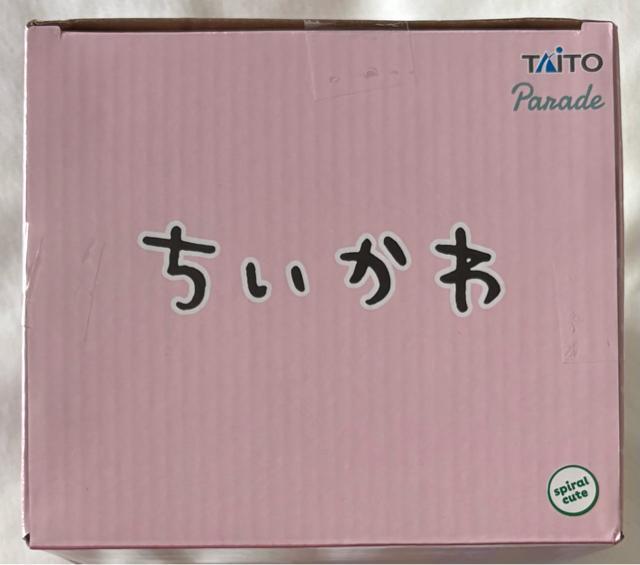 TAITO
Parade
ちいかわ
spiral
cute